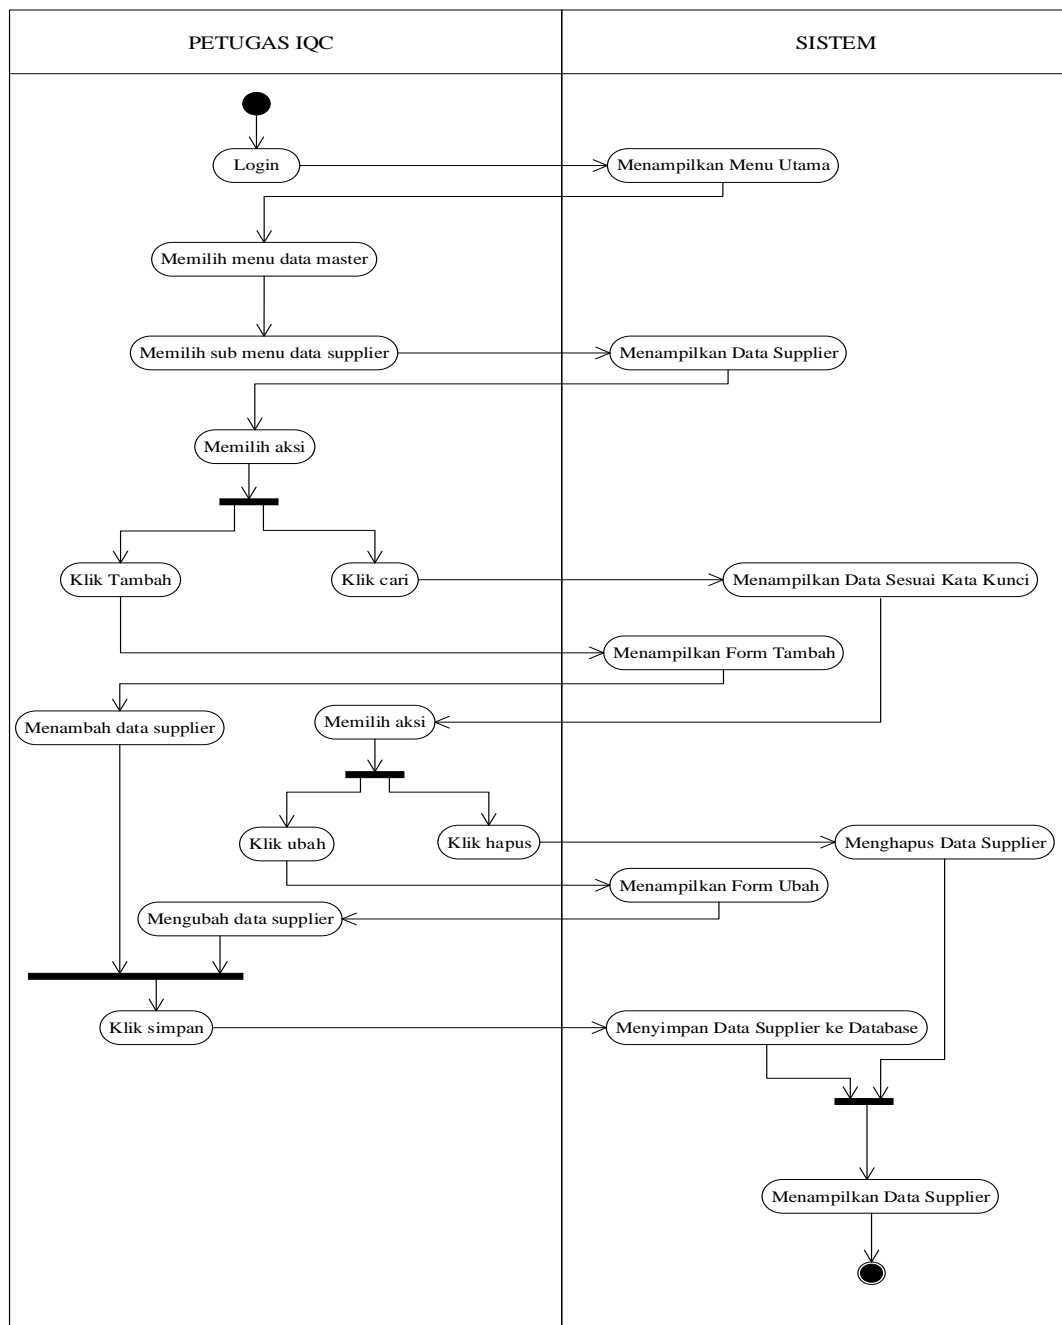 PETUGAS IQC
SISTEM
Login
Menampilkan Menu Utama
Memilih menu data master
Memilih sub menu data supplier
Menampilkan Data Supplier
Memilih aksi
Klik Tambah
Klik cari
Menampilkan Data Sesuai Kata Kunci
Menampilkan Form Tambah
Menambah data supplier
Memilih aksi
Klik ubah
Klik hapus
Menghapus Data Supplier
Menampilkan Form Ubah
Mengubah data supplier
Klik simpan
Menyimpan Data Supplier ke Database
Menampilkan Data Supplier